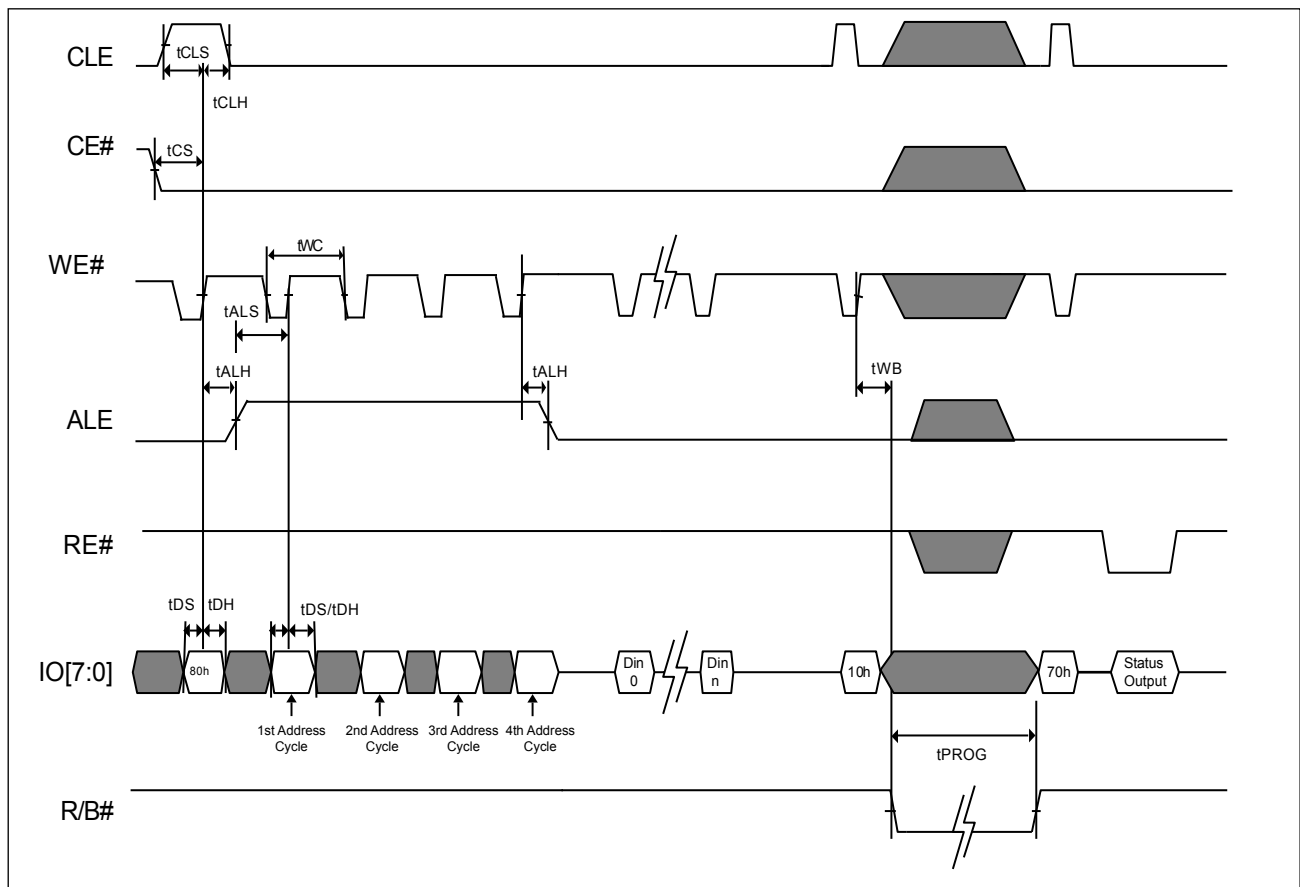 CLE
tCLS
tCLH
CE#
tCS
WE#
tWC
tALS
tALH
tALH
tWB
ALE
RE#
tDS
tDH
tDS/tDH
IO[7:0]
80h
Din
0
Din
n
10h
70h
Status
Output
1st Address
Cycle
2nd Address
Cycle
3rd Address
Cycle
4th Address
Cycle
tPROG
R/B#